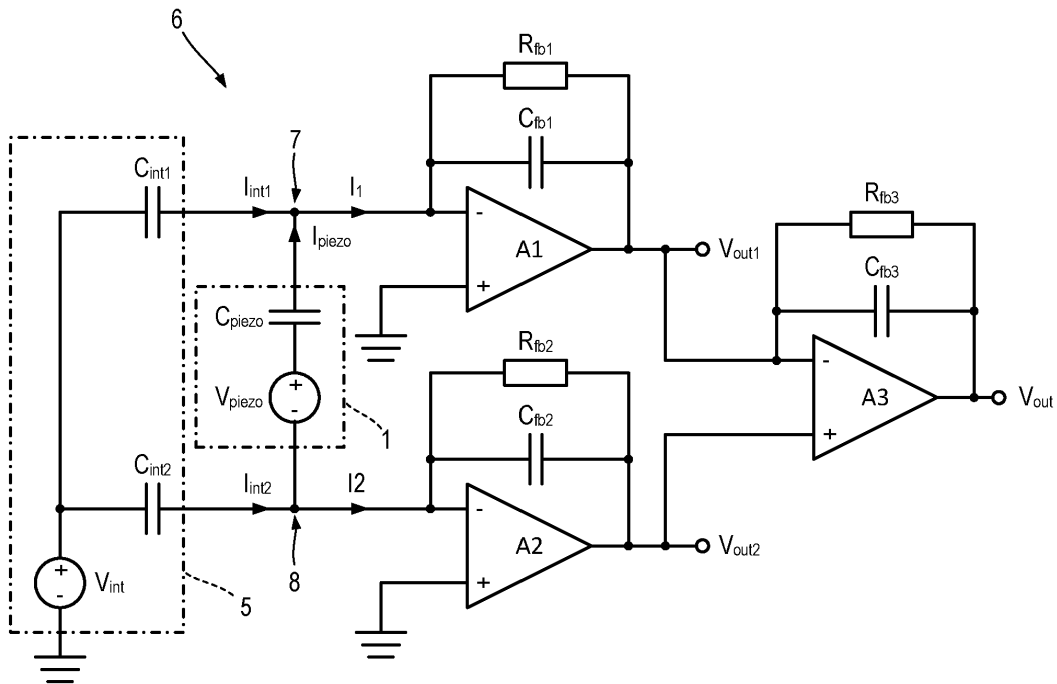 6
Rfb1
Cfb1
7
Cint1
Iint1
I1
Ipiezo
-
+
A1
Vout1
Rfb3
Cfb3
-
+
A3
Vout
Cpiezo
Vpiezo
+
-
1
Rfb2
Cfb2
Cint2
Iint2
I2
-
+
A2
Vout2
8
+
-
Vint
5